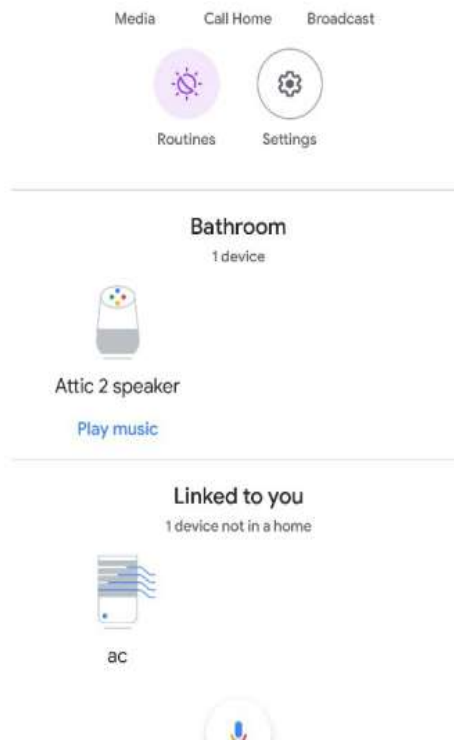 Media Call Home Broadcast
Routines Settings
Bathroom
1 device
Attic 2 speaker
Play music
Linked to you
1 device not in a home
ac